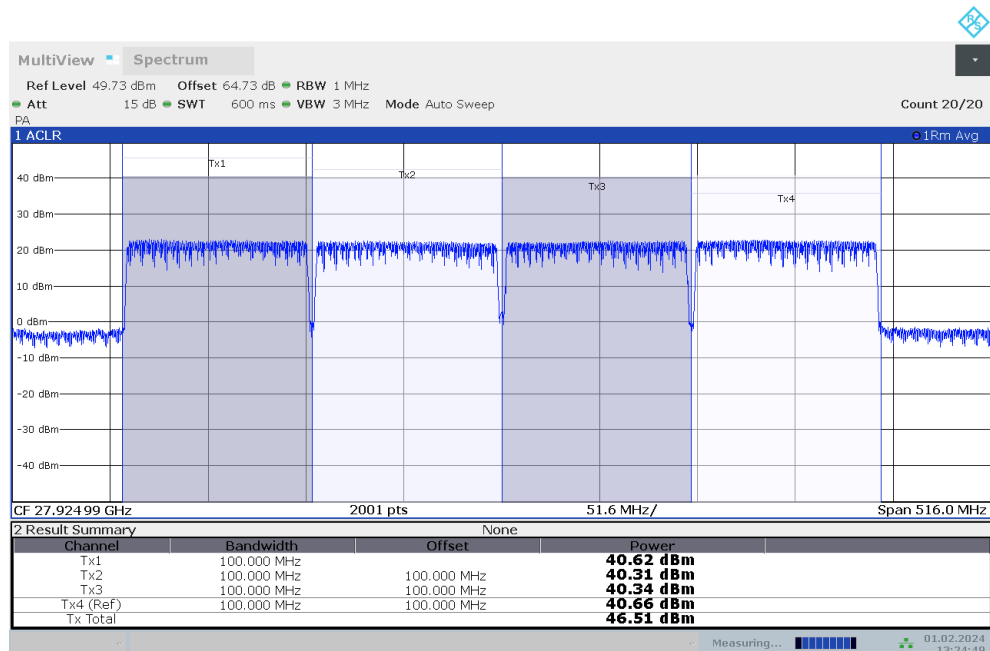 R S
MultiView Spectrum
Ref Level 49.73 dBm Offset 64.73 dB RBW 1 MHz
Att 15 dB SWT 600 ms VBW 3 MHz Mode Auto Sweep Count 20/20
PA
1 ACLR 1Rm Avg
Tx1
Tx2
Tx3
Tx4
40 dBm
30 dBm
20 dBm
10 dBm
0 dBm
-10 dBm
-20 dBm
-30 dBm
-40 dBm
CF 27.92499 GHz 2001 pts 51.6 MHz/ Span 516.0 MHz
2 Result Summary None
Channel Bandwidth Offset Power
Tx1 100.000 MHz 40.62 dBm
Tx2 100.000 MHz 100.000 MHz 40.31 dBm
Tx3 100.000 MHz 100.000 MHz 40.34 dBm
Tx4 (Ref) 100.000 MHz 100.000 MHz 40.66 dBm
Tx Total 46.51 dBm
Measuring... 01.02.2024
13:24:49